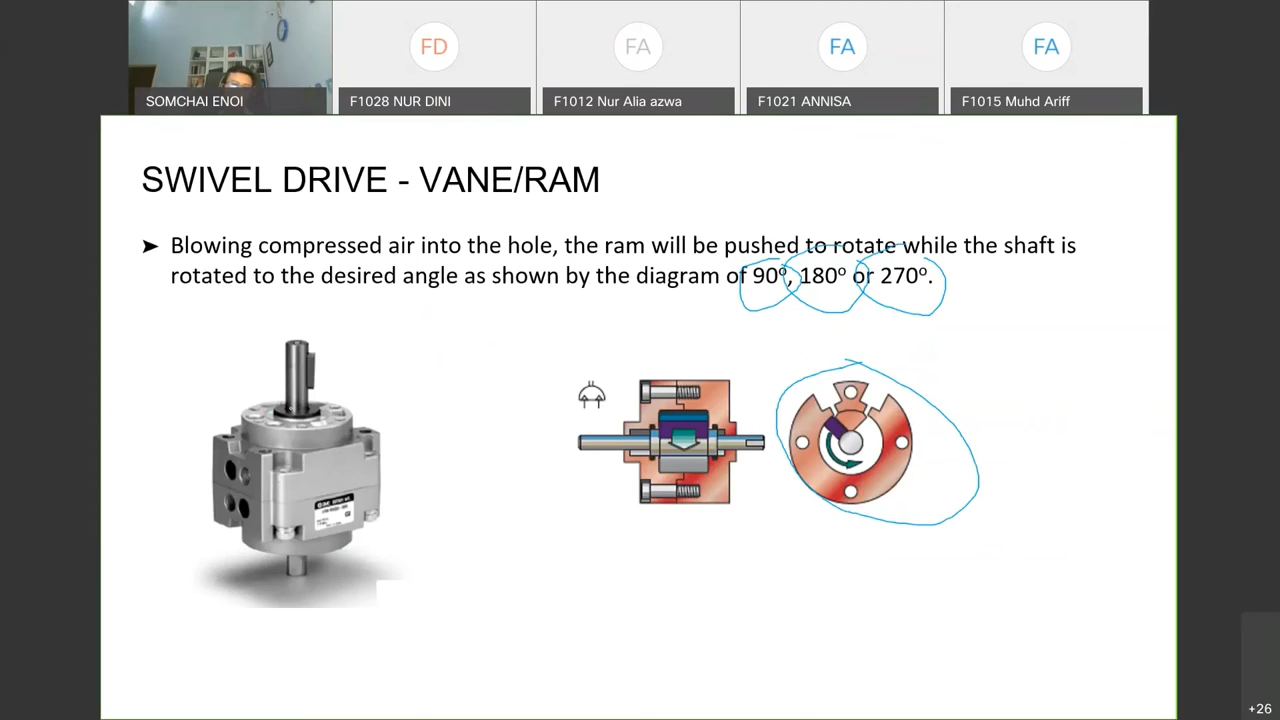 FD
FA
FA
FA
SOMCHAI ENOI
F1028 NUR DINI
F1012 Nur Alia azwa
F1021 ANNISA
F1015 Muhd Ariff
SWIVEL DRIVE - VANE/RAM
➤ Blowing compressed air into the hole, the ram will be pushed to rotate while the shaft is
rotated to the desired angle as shown by the diagram of 90º, 180º or 270º.
+26